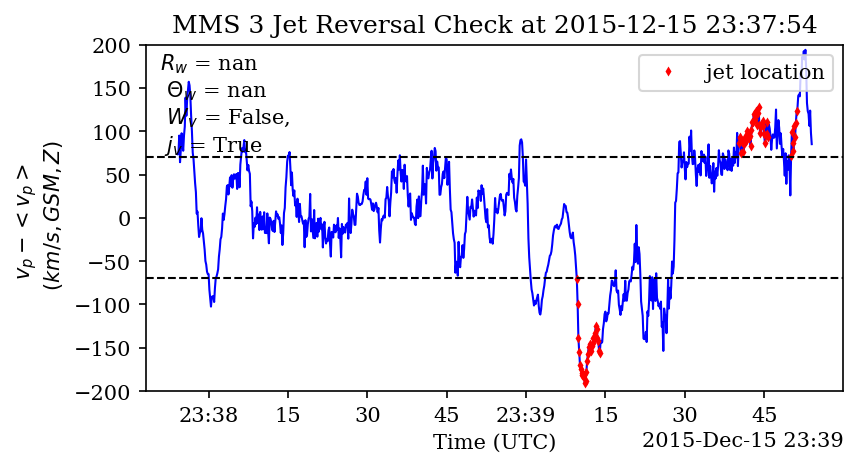 MMS 3 Jet Reversal Check at 2015-12-15 23:37:54
R_w = nan
Θ_w = nan
W_v = False,
j_v = True
jet location
v_p − < v_p >
(km/s, GSM, Z)
200
150
100
50
0
−50
−100
−150
−200
23:38 15 30 45 23:39 15 30 45
Time (UTC)
2015-Dec-15 23:39